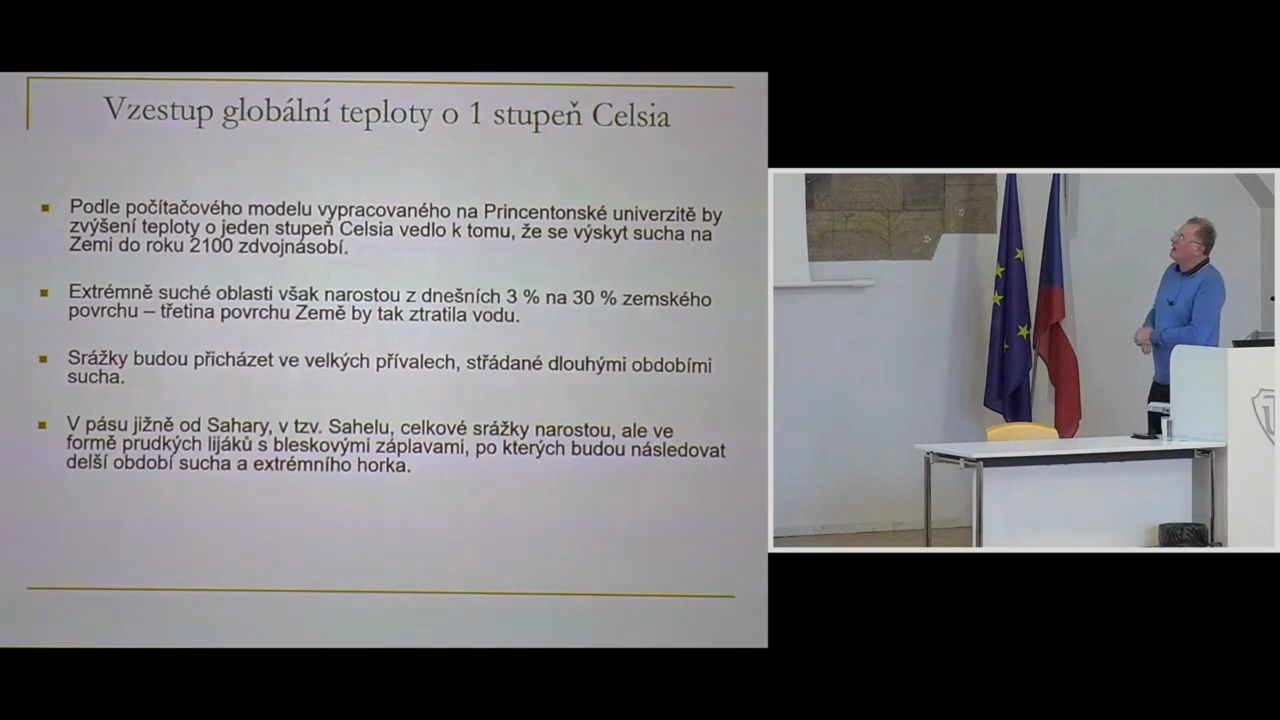 Vzestup globální teploty o 1 stupeň Celsia
Podle počítačového modelu vypracovaného na Princentonské univerzitě by
zvýšení teploty o jeden stupeň Celsia vedlo k tomu, že se výskyt sucha na
Zemi do roku 2100 zdvojnásobí.
Extrémně suché oblasti však narostou z dnešních 3 % na 30 % zemského
povrchu – třetina povrchu Země by tak ztratila vodu.
Srážky budou přicházet ve velkých přívalech, střádané dlouhými obdobími
sucha.
V pásu jižně od Sahary, v tzv. Sahelu, celkové srážky narostou, ale ve
formě prudkých lijáků s bleskovými záplavami, po kterých budou následovat
delší období sucha a extrémního horka.